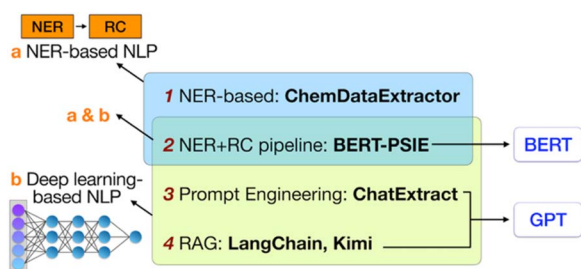 NER → RC
a NER-based NLP
1 NER-based: ChemDataExtractor
a & b
2 NER+RC pipeline: BERT-PSIE
BERT
b Deep learning-
based NLP
3 Prompt Engineering: ChatExtract
GPT
4 RAG: LangChain, Kimi